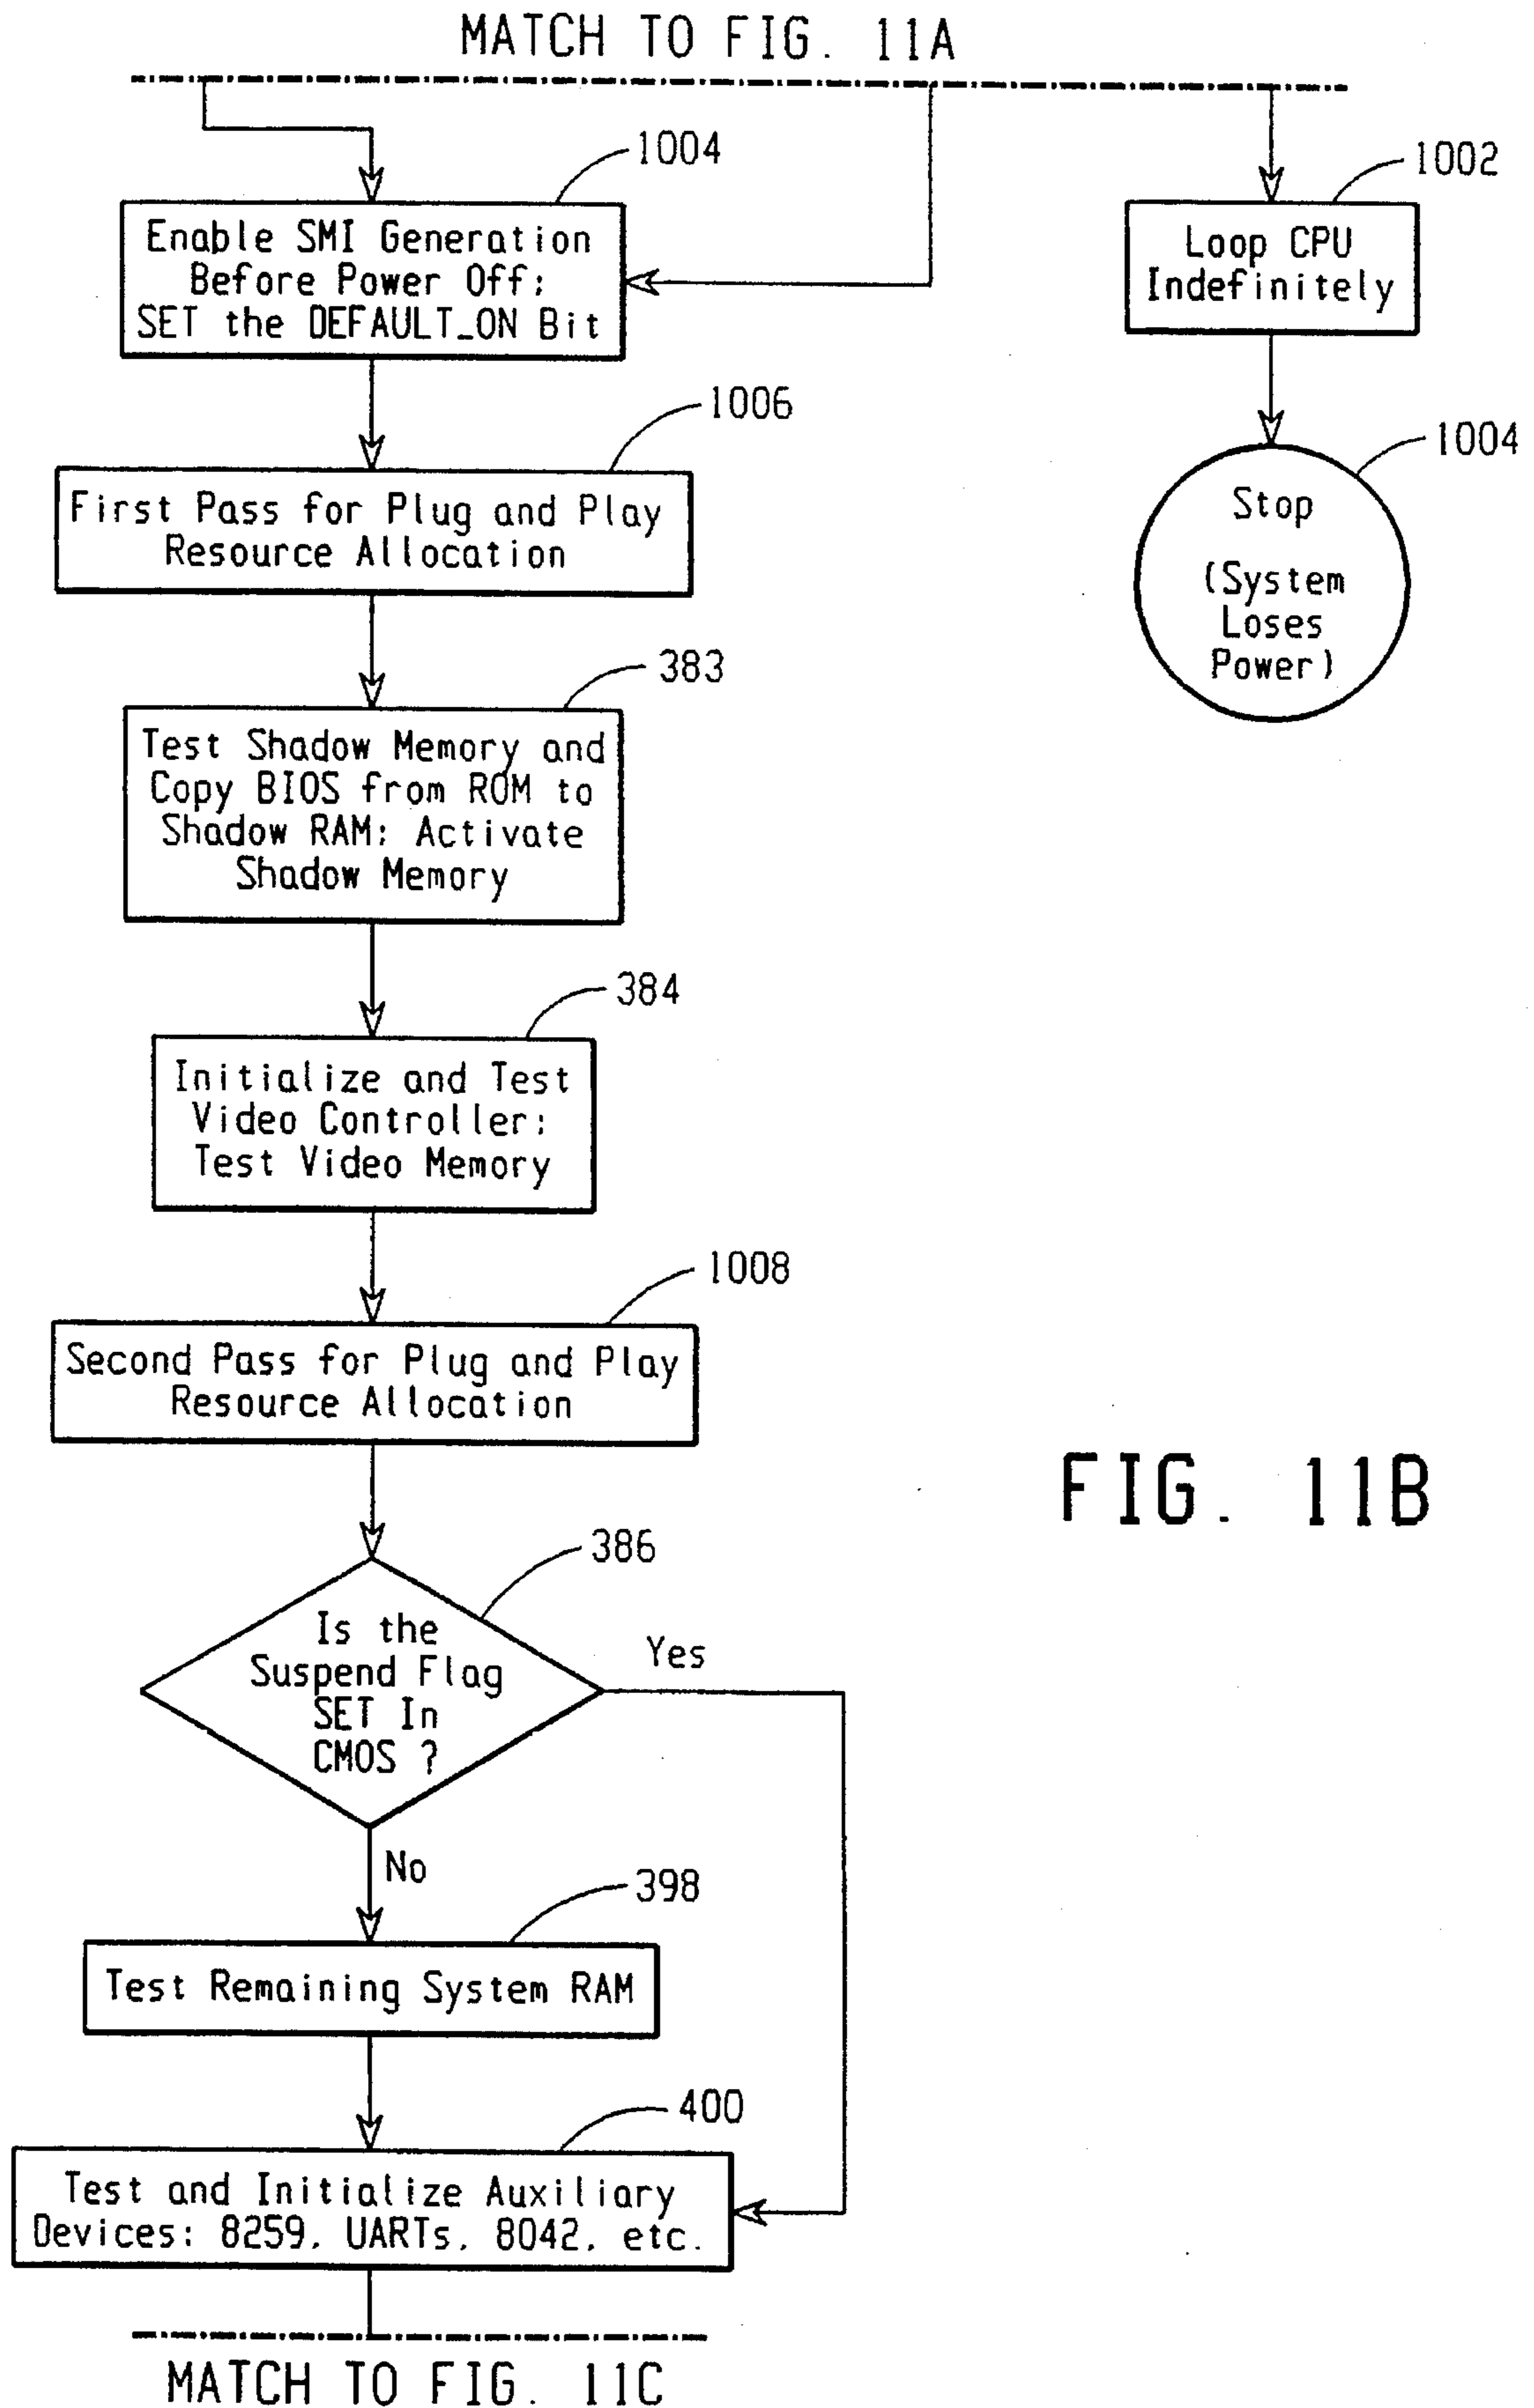 MATCH TO FIG. 11A
1004
Enable SMI Generation
Before Power Off;
SET the DEFAULT_ON Bit
1002
Loop CPU
Indefinitely
1006
First Pass for Plug and Play
Resource Allocation
1004
Stop
(System
Loses
Power)
383
Test Shadow Memory and
Copy BIOS from ROM to
Shadow RAM; Activate
Shadow Memory
384
Initialize and Test
Video Controller;
Test Video Memory
1008
Second Pass for Plug and Play
Resource Allocation
FIG. 11B
386
Is the
Suspend Flag
SET In
CMOS ?
Yes
No
398
Test Remaining System RAM
400
Test and Initialize Auxiliary
Devices: 8259, UARTs, 8042, etc.
MATCH TO FIG. 11C